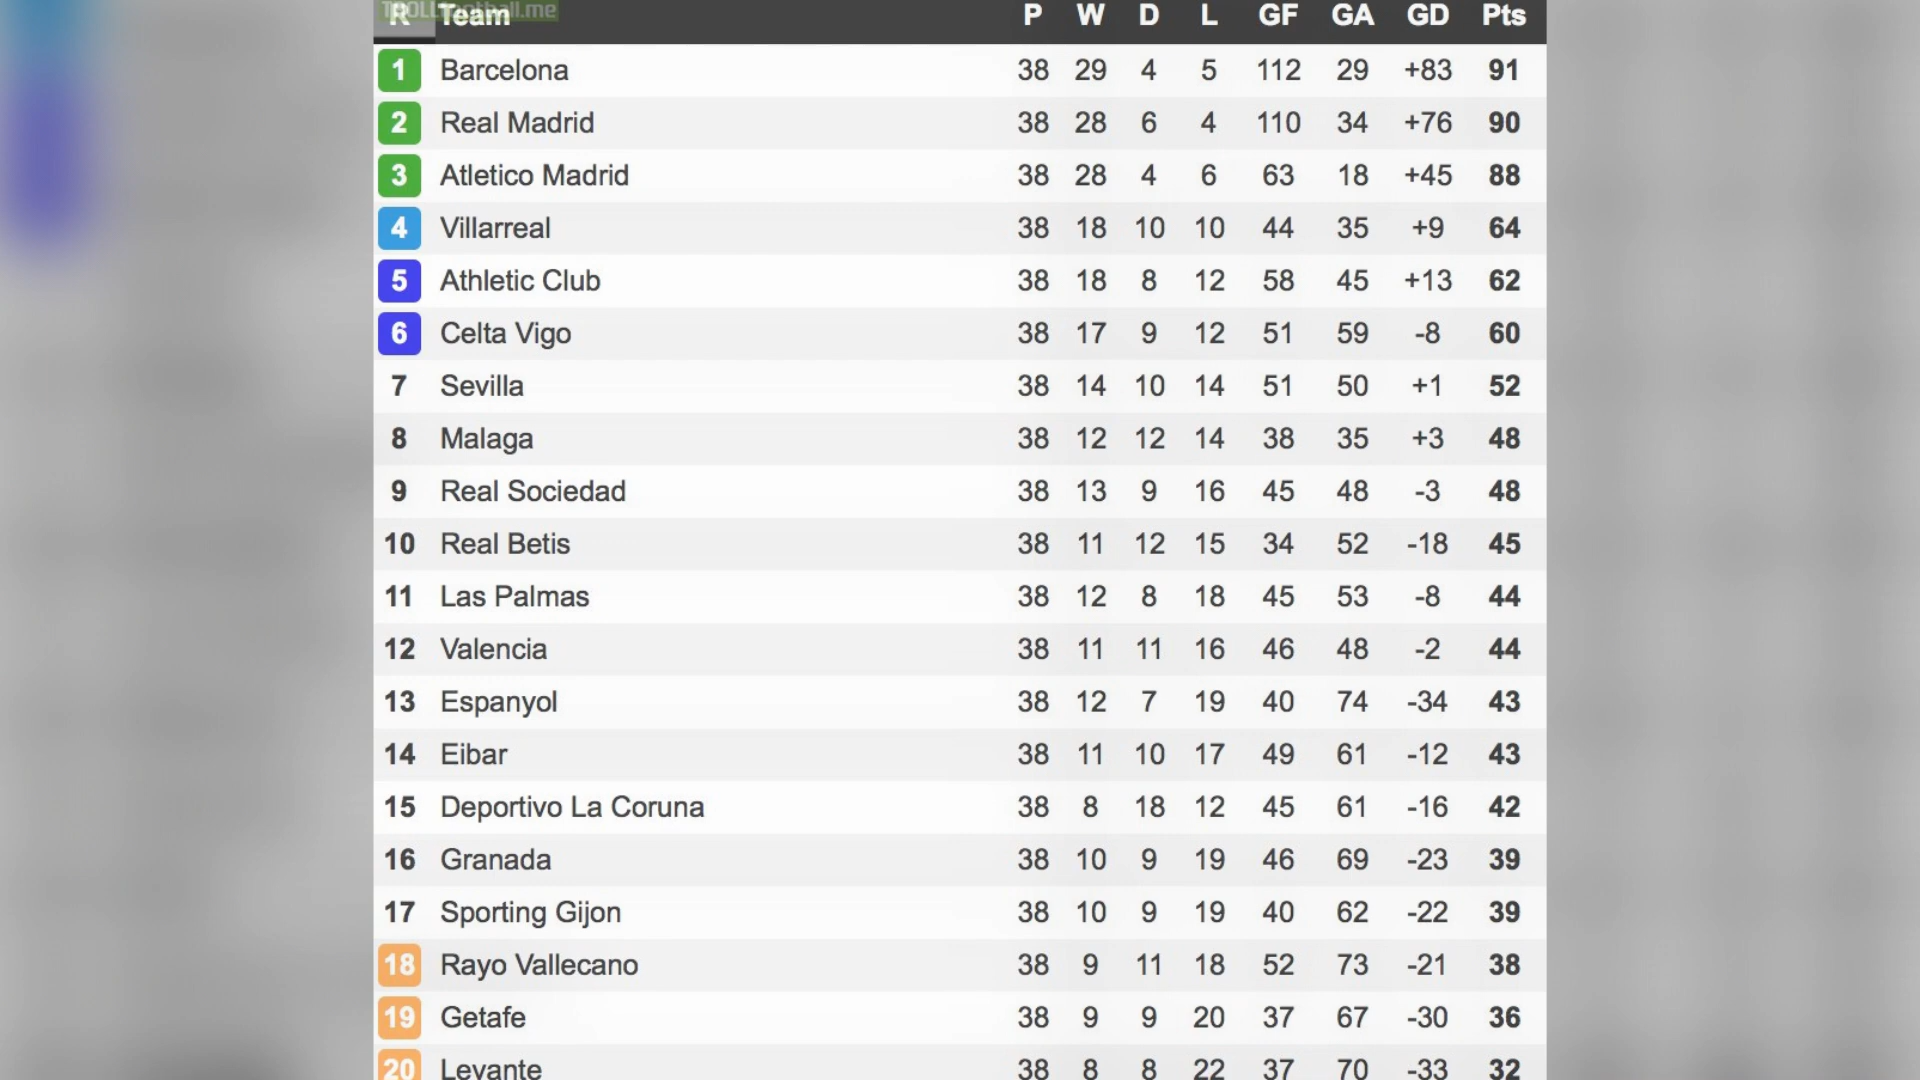 TROLLfootball.me
R Team P W D L GF GA GD Pts
1 Barcelona 38 29 4 5 112 29 +83 91
2 Real Madrid 38 28 6 4 110 34 +76 90
3 Atletico Madrid 38 28 4 6 63 18 +45 88
4 Villarreal 38 18 10 10 44 35 +9 64
5 Athletic Club 38 18 8 12 58 45 +13 62
6 Celta Vigo 38 17 9 12 51 59 -8 60
7 Sevilla 38 14 10 14 51 50 +1 52
8 Malaga 38 12 12 14 38 35 +3 48
9 Real Sociedad 38 13 9 16 45 48 -3 48
10 Real Betis 38 11 12 15 34 52 -18 45
11 Las Palmas 38 12 8 18 45 53 -8 44
12 Valencia 38 11 11 16 46 48 -2 44
13 Espanyol 38 12 7 19 40 74 -34 43
14 Eibar 38 11 10 17 49 61 -12 43
15 Deportivo La Coruna 38 8 18 12 45 61 -16 42
16 Granada 38 10 9 19 46 69 -23 39
17 Sporting Gijon 38 10 9 19 40 62 -22 39
18 Rayo Vallecano 38 9 11 18 52 73 -21 38
19 Getafe 38 9 9 20 37 67 -30 36
20 Levante 38 8 8 22 37 70 -33 32